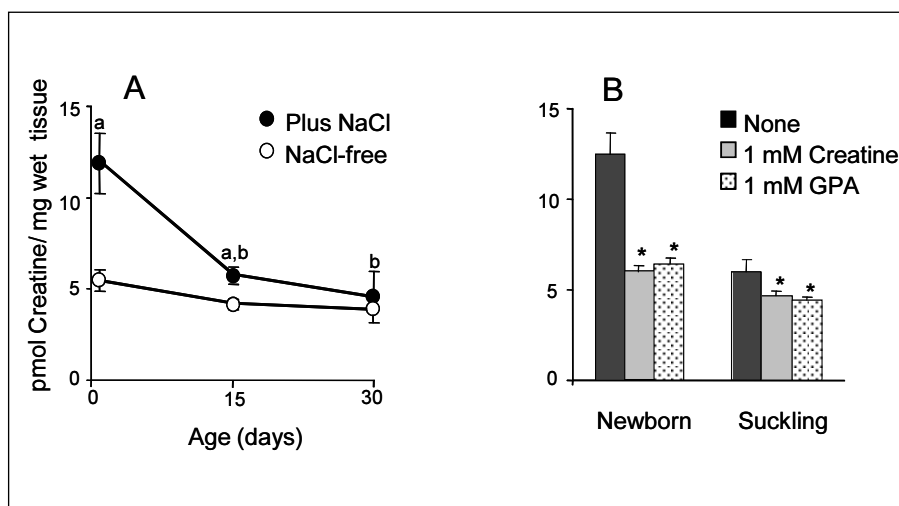 A
15
10
5
0
pmol Creatine/ mg wet tissue
a
a,b
b
Plus NaCl
NaCl-free
0
15
30
Age (days)
B
15
10
5
0
None
1 mM Creatine
1 mM GPA
* *
* *
Newborn Suckling